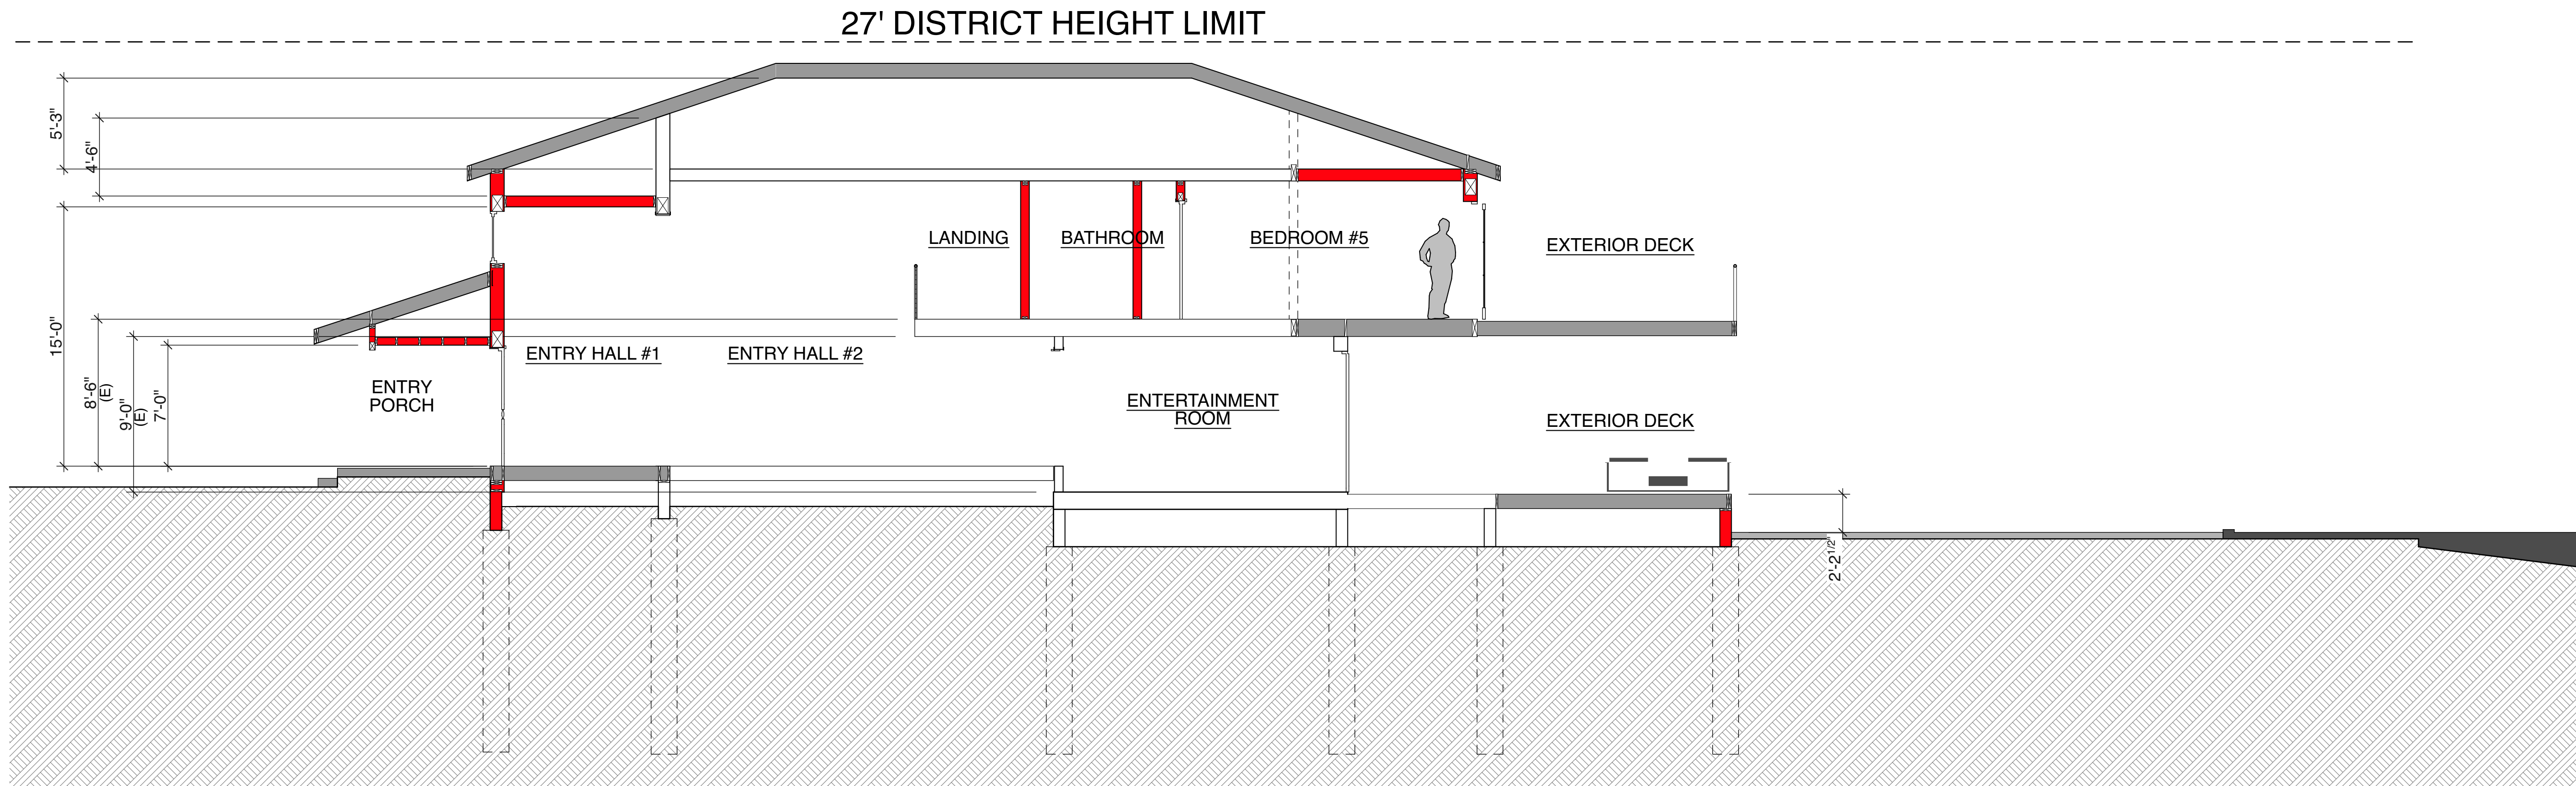 27' DISTRICT HEIGHT LIMIT
5'-3"
4'-6"
15'-0"
8'-6"
(E)
9'-0"
(E)
7'-0"
LANDING
BATHROOM
BEDROOM #5
EXTERIOR DECK
ENTRY HALL #1
ENTRY HALL #2
ENTRY
PORCH
ENTERTAINMENT
ROOM
EXTERIOR DECK
2'-2 1/2"